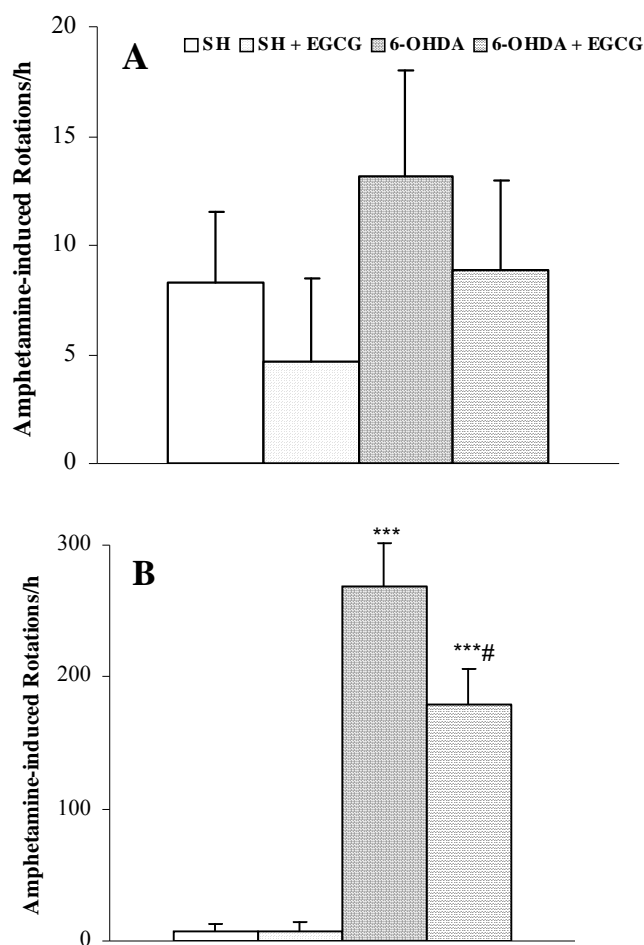 20
A
SH SH + EGCG 6-OHDA 6-OHDA + EGCG
15
10
5
0
Amphetamine-induced Rotations/h
300
B
***
***#
200
100
0
Amphetamine-induced Rotations/h